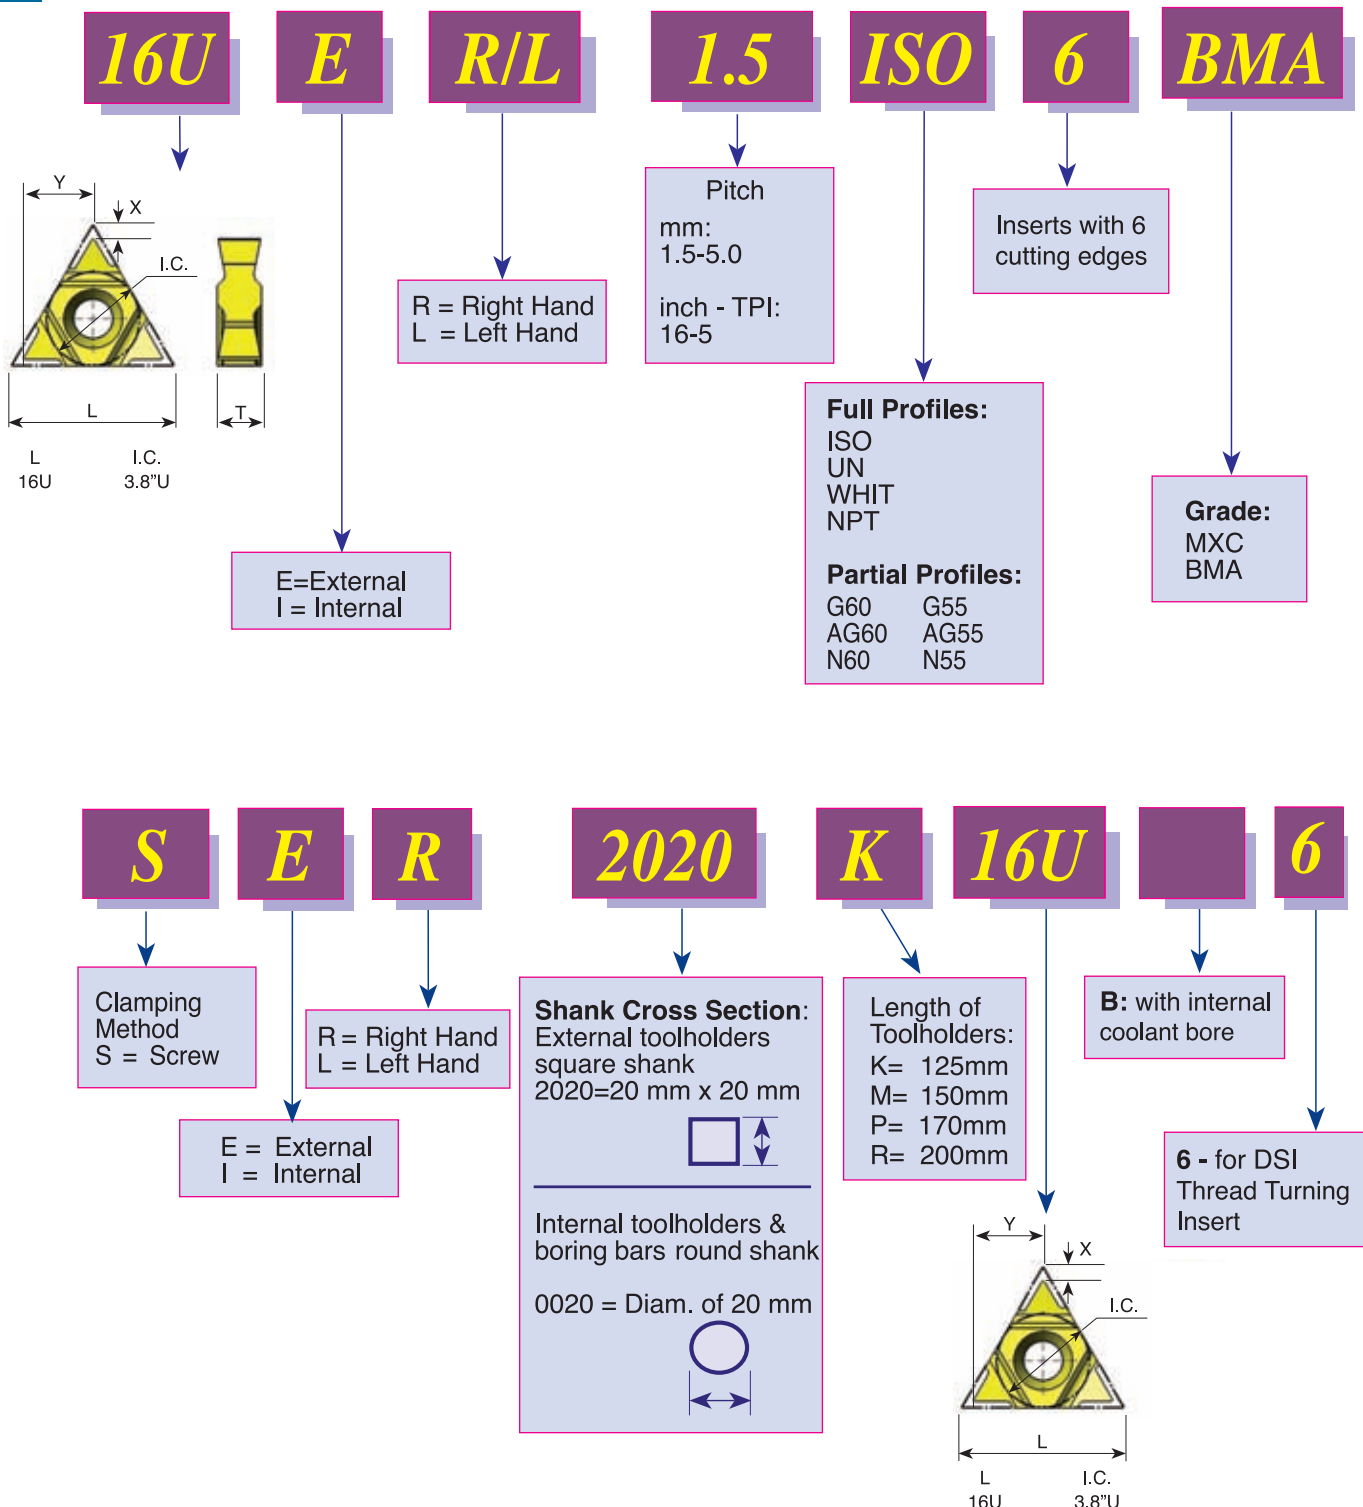 16U E R/L 1.5 ISO 6 BMA
Y
X
I.C.
L
T
L I.C.
16U 3.8”U
E=External
I = Internal
R = Right Hand
L = Left Hand
Pitch
mm:
1.5-5.0
inch - TPI:
16-5
Full Profiles:
ISO
UN
WHIT
NPT
Partial Profiles:
G60 G55
AG60 AG55
N60 N55
Inserts with 6
cutting edges
Grade:
MXC
BMA
S E R 2020 K 16U 6
Clamping
Method
S = Screw
E = External
I = Internal
R = Right Hand
L = Left Hand
Shank Cross Section:
External toolholders
square shank
2020=20 mm x 20 mm
Internal toolholders &
boring bars round shank
0020 = Diam. of 20 mm
Length of
Toolholders:
K= 125mm
M= 150mm
P= 170mm
R= 200mm
Y
X
I.C.
L
L I.C.
16U 3.8”U
B: with internal
coolant bore
6 - for DSI
Thread Turning
Insert